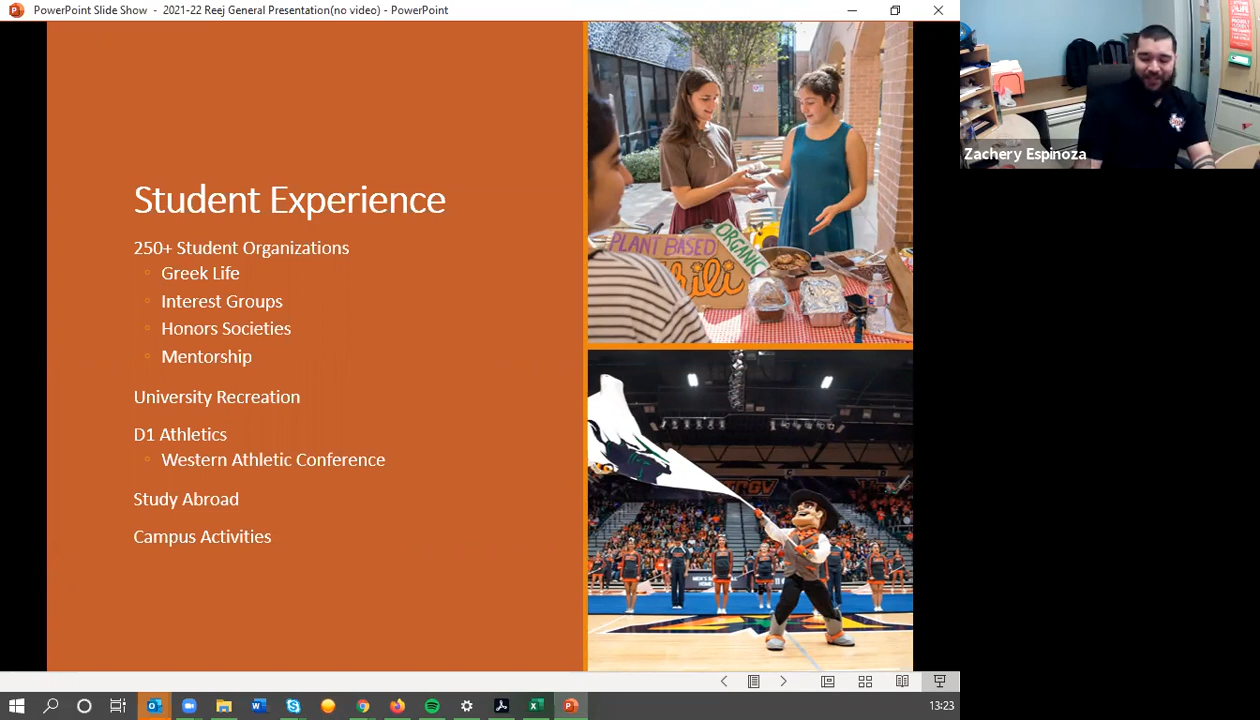 PowerPoint Slide Show - 2021-22 Reej General Presentation(no video) - PowerPoint
Zachery Espinoza
Student Experience
250+ Student Organizations
Greek Life
Interest Groups
Honors Societies
Mentorship
University Recreation
D1 Athletics
Western Athletic Conference
Study Abroad
Campus Activities
PLANT BASED
ORGANIC
Chili
UTRGV
13:23